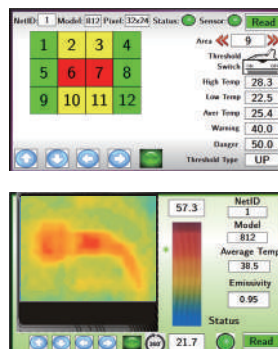 NetID 1 Model: 812 Pixel: 32x24 Status: Sensor: Read
1 2 3 4
5 6 7 8
9 10 11 12
Area 9
Threshold
Switch
High Temp 28.3
Low Temp 22.5
Aver Temp 25.4
Warning 40.0
Danger 50.0
Threshold Type UP
57.3
NetID
1
Model
812
Average Temp
38.5
Emissivity
0.95
Status
360°
21.7
Read